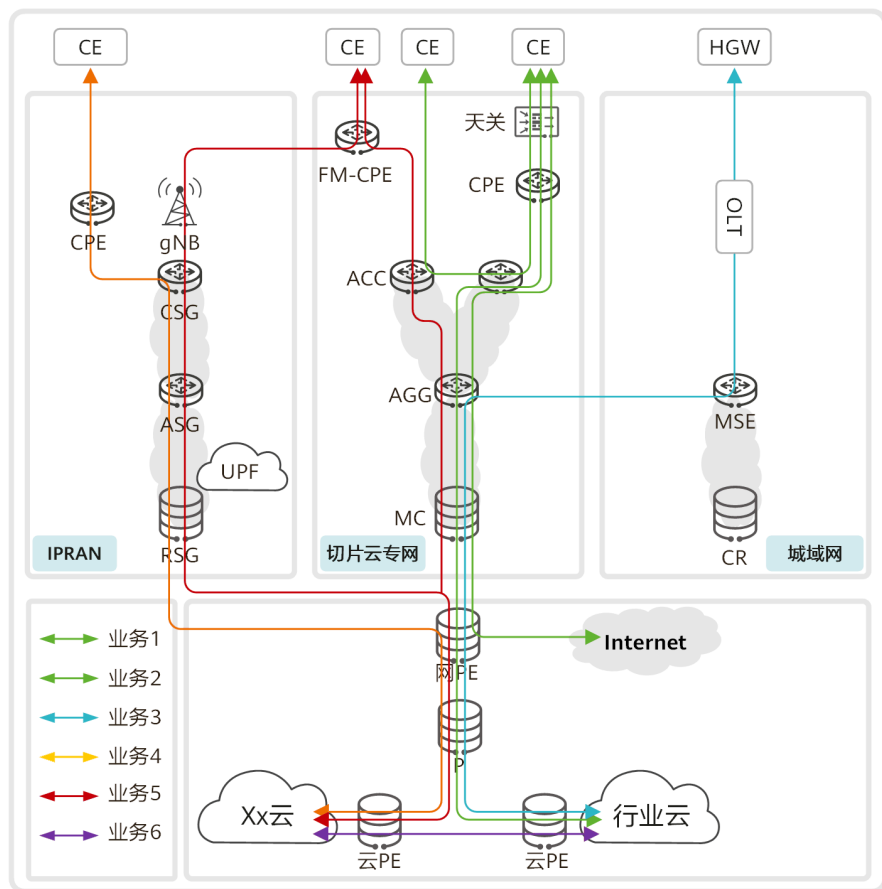 CE
CE
CE
CE
HGW
天关
FM-CPE
CPE
CPE
gNB
OLT
ACC
CSG
AGG
ASG
MSE
UPF
MC
IPRAN
RSG
切片云专网
CR
城域网
业务1
业务2
业务3
业务4
业务5
业务6
Internet
网PE
P
Xx云
行业云
云PE
云PE